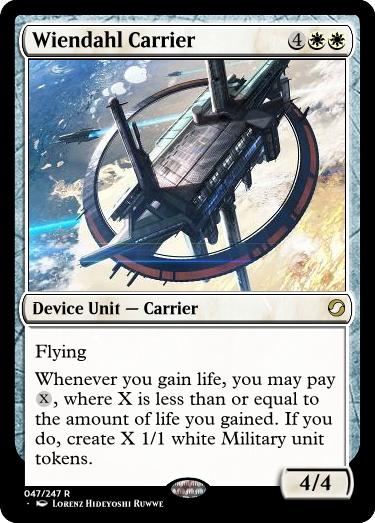 Wiendahl Carrier 4
Device Unit — Carrier
Flying
Whenever you gain life, you may pay
X, where X is less than or equal to
the amount of life you gained. If you
do, create X 1/1 white Military unit
tokens.
4/4
047/247 R
· Lorenz Hideyoshi Ruwwe